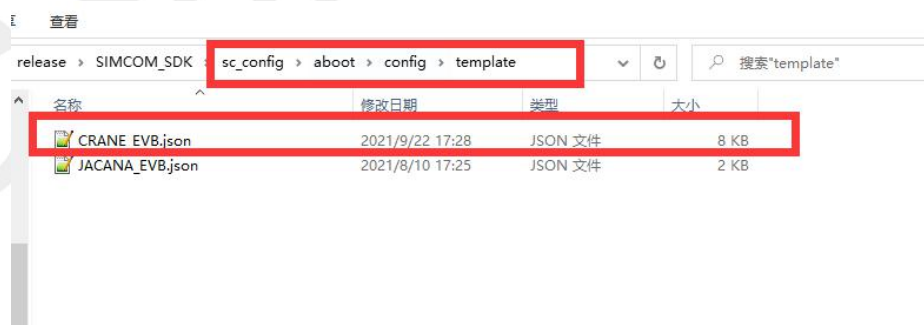 查看
release › SIMCOM_SDK › sc_config › aboot › config › template 搜索"template"
名称 修改日期 类型 大小
CRANE_EVB.json 2021/9/22 17:28 JSON 文件 8 KB
JACANA_EVB.json 2021/8/10 17:25 JSON 文件 2 KB